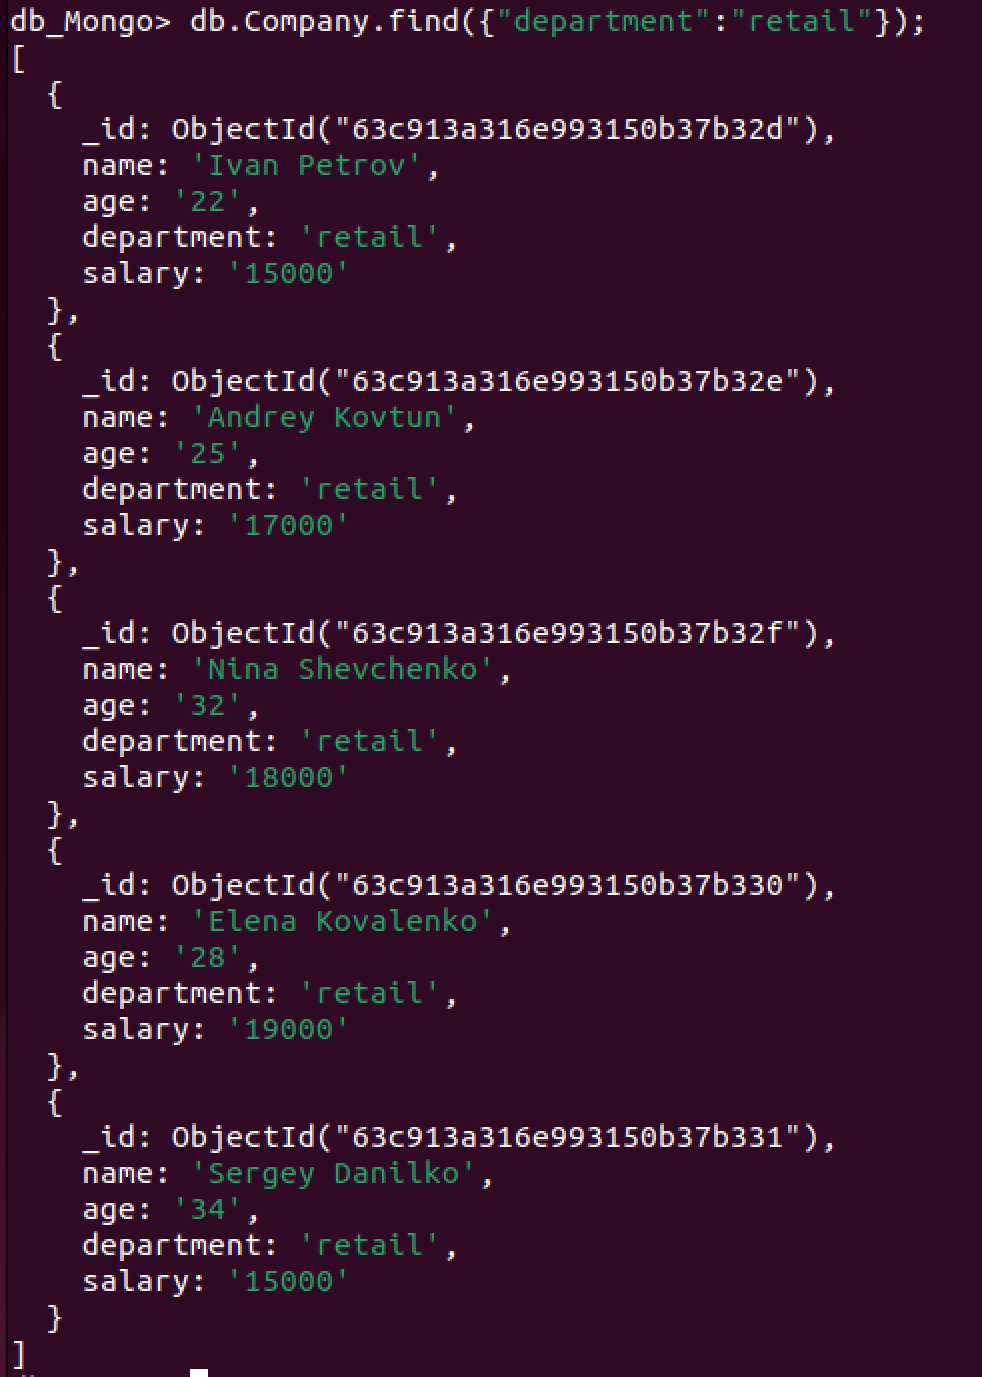 db_Mongo> db.Company.find({"department":"retail"});
[
  {
    _id: ObjectId("63c913a316e993150b37b32d"),
    name: 'Ivan Petrov',
    age: '22',
    department: 'retail',
    salary: '15000'
  },
  {
    _id: ObjectId("63c913a316e993150b37b32e"),
    name: 'Andrey Kovtun',
    age: '25',
    department: 'retail',
    salary: '17000'
  },
  {
    _id: ObjectId("63c913a316e993150b37b32f"),
    name: 'Nina Shevchenko',
    age: '32',
    department: 'retail',
    salary: '18000'
  },
  {
    _id: ObjectId("63c913a316e993150b37b330"),
    name: 'Elena Kovalenko',
    age: '28',
    department: 'retail',
    salary: '19000'
  },
  {
    _id: ObjectId("63c913a316e993150b37b331"),
    name: 'Sergey Danilko',
    age: '34',
    department: 'retail',
    salary: '15000'
  }
]